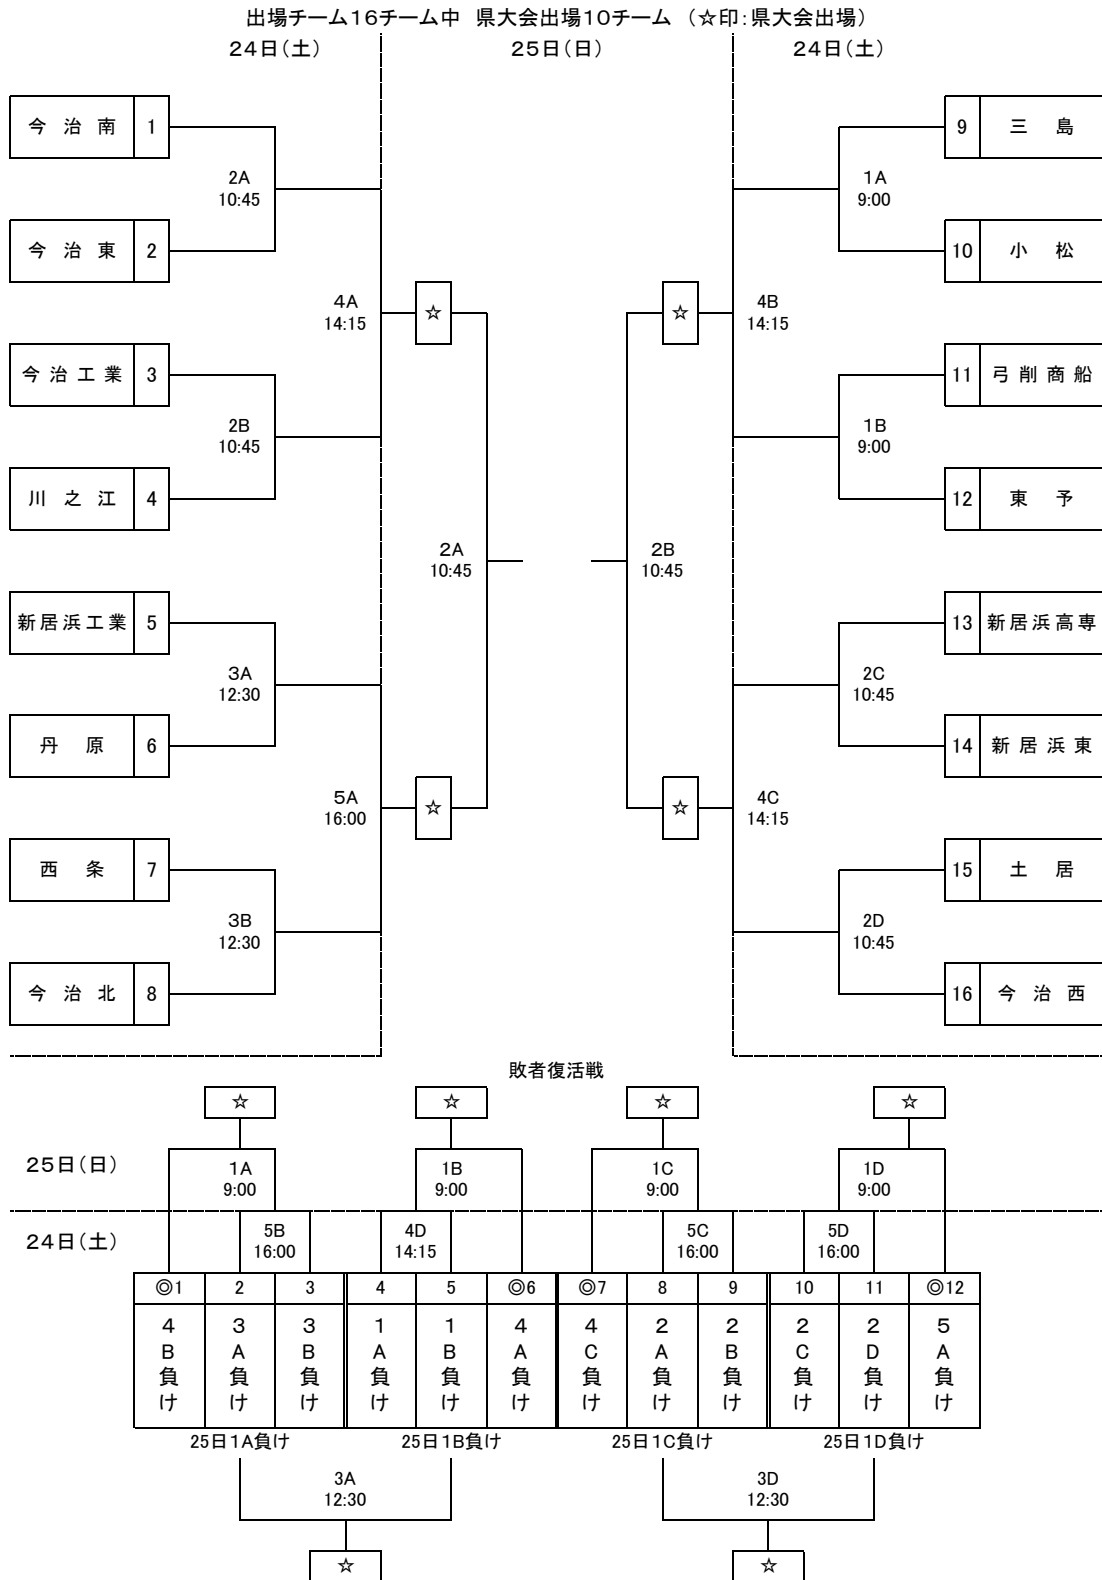 出場チーム16チーム中 県大会出場10チーム (☆印:県大会出場)
24日(土) 25日(日) 24日(土)
今治南 1 9 三島
2A 1A
10:45 9:00
今治東 2 10 小松
4A ☆ ☆ 4B
14:15 14:15
今治工業 3 11 弓削商船
2B 1B
10:45 9:00
川之江 4 12 東予
2A 2B
10:45 10:45
新居浜工業 5 13 新居浜高専
3A 2C
12:30 10:45
丹原 6 14 新居浜東
5A ☆ ☆ 4C
16:00 14:15
西条 7 15 土居
3B 2D
12:30 10:45
今治北 8 16 今治西
敗者復活戦
☆ ☆ ☆ ☆
25日(日)
1A 1B 1C 1D
9:00 9:00 9:00 9:00
24日(土)
5B 4D 5C 5D
16:00 14:15 16:00 16:00
◎1 2 3 4 5 ◎6 ◎7 8 9 10 11 ◎12
4B負け 3A負け 3B負け 1A負け 1B負け 4A負け 4C負け 2A負け 2B負け 2C負け 2D負け 5A負け
25日1A負け 25日1B負け 25日1C負け 25日1D負け
3A 3D
12:30 12:30
☆ ☆